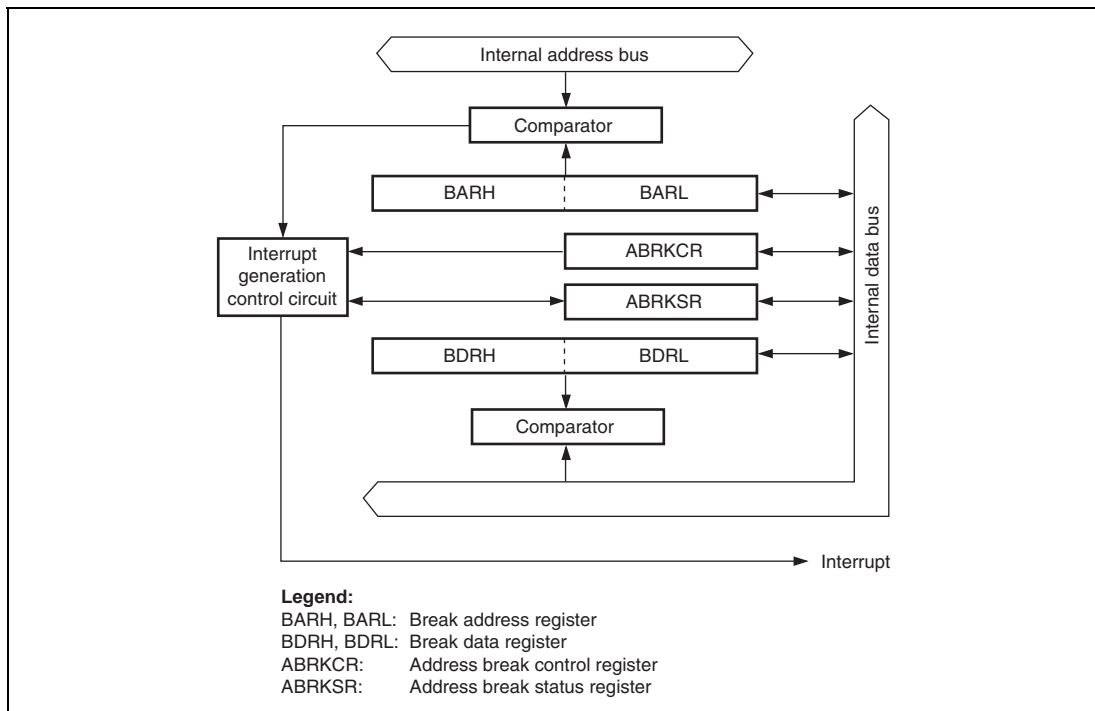 Internal address bus
Comparator
BARH BARL
Internal data bus
Interrupt
generation
control circuit
ABRKCR
ABRKSR
BDRH BDRL
Comparator
Interrupt
Legend:
BARH, BARL: Break address register
BDRH, BDRL: Break data register
ABRKCR: Address break control register
ABRKSR: Address break status register